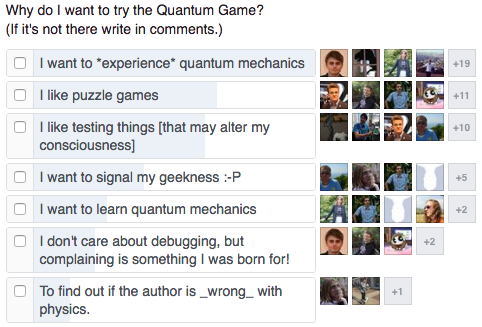 Why do I want to try the Quantum Game?
(If it's not there write in comments.)
I want to *experience* quantum mechanics
+19
I like puzzle games
+11
I like testing things [that may alter my
consciousness]
+10
I want to signal my geekness :-P
+5
I want to learn quantum mechanics
+2
I don't care about debugging, but
complaining is something I was born for!
+2
To find out if the author is _wrong_ with
physics.
+1